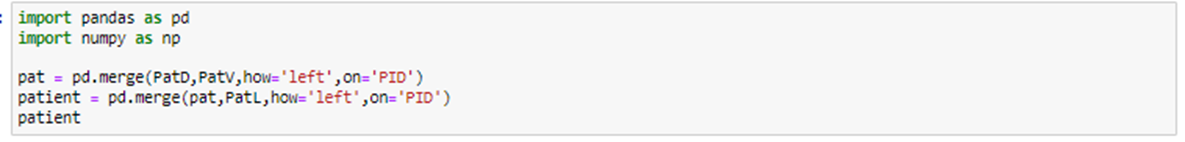 import pandas as pd
import numpy as np
pat = pd.merge(PatD,PatV,how='left',on='PID')
patient = pd.merge(pat,PatL,how='left',on='PID')
patient